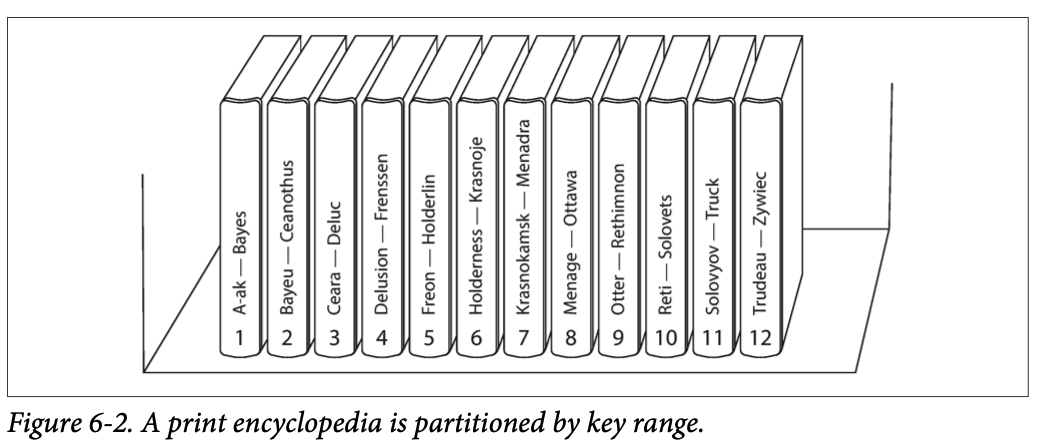 A-ak — Bayes
1
Bayeu — Ceanothus
2
Ceara — Deluc
3
Delusion — Frenssen
4
Freon — Holderlin
5
Holderness — Krasnoje
6
Krasnokamsk — Menadra
7
Menage — Ottawa
8
Otter — Rethimnon
9
Reti — Solovets
10
Solovyov — Truck
11
Trudeau — Zywiec
12
Figure 6-2. A print encyclopedia is partitioned by key range.